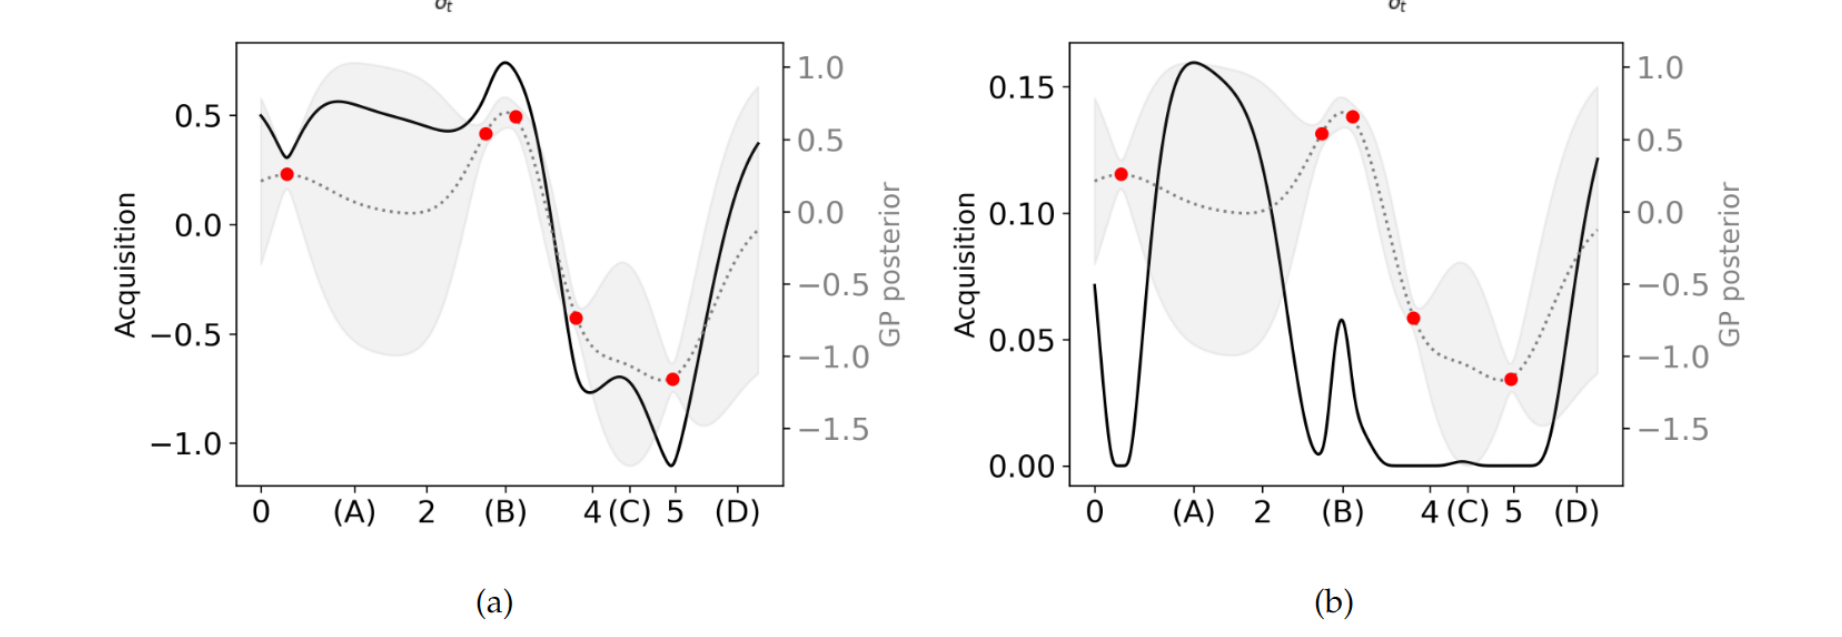 σt σt
1.0 1.0
0.5 0.15
0.5 0.5
0.0 0.10 0.0
0.0
Acquisition GP posterior Acquisition GP posterior
−0.5 −0.5
−0.5 0.05
−1.0 −1.0
−1.0 −1.5 −1.5
0.00
0 (A) 2 (B) 4 (C) 5 (D) 0 (A) 2 (B) 4 (C) 5 (D)
(a) (b)